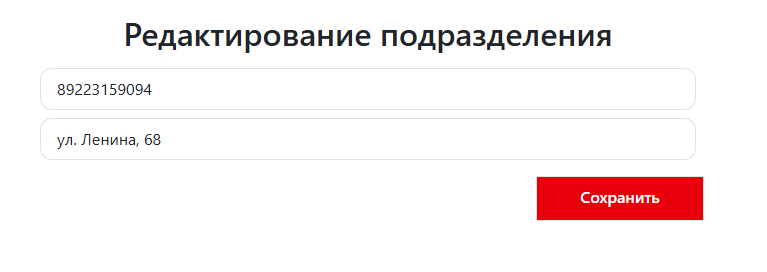 Редактирование подразделения
89223159094
ул. Ленина, 68
Сохранить